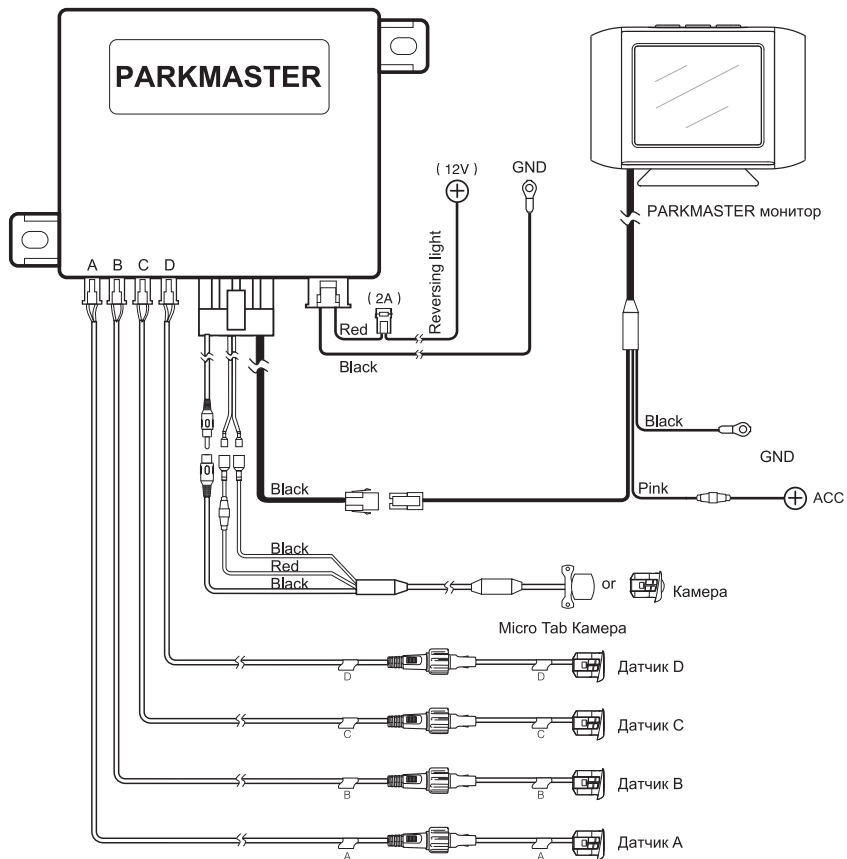 PARKMASTER
PARKMASTER монитор
( 12V )
GND
A B C D
( 2A )
Reversing light
Red
Black
Black
GND
Pink
ACC
Black
Black
Red
Black
or
Камера
Micro Tab Камера
D
D
Датчик D
C
C
Датчик C
B
B
Датчик B
A
A
Датчик A